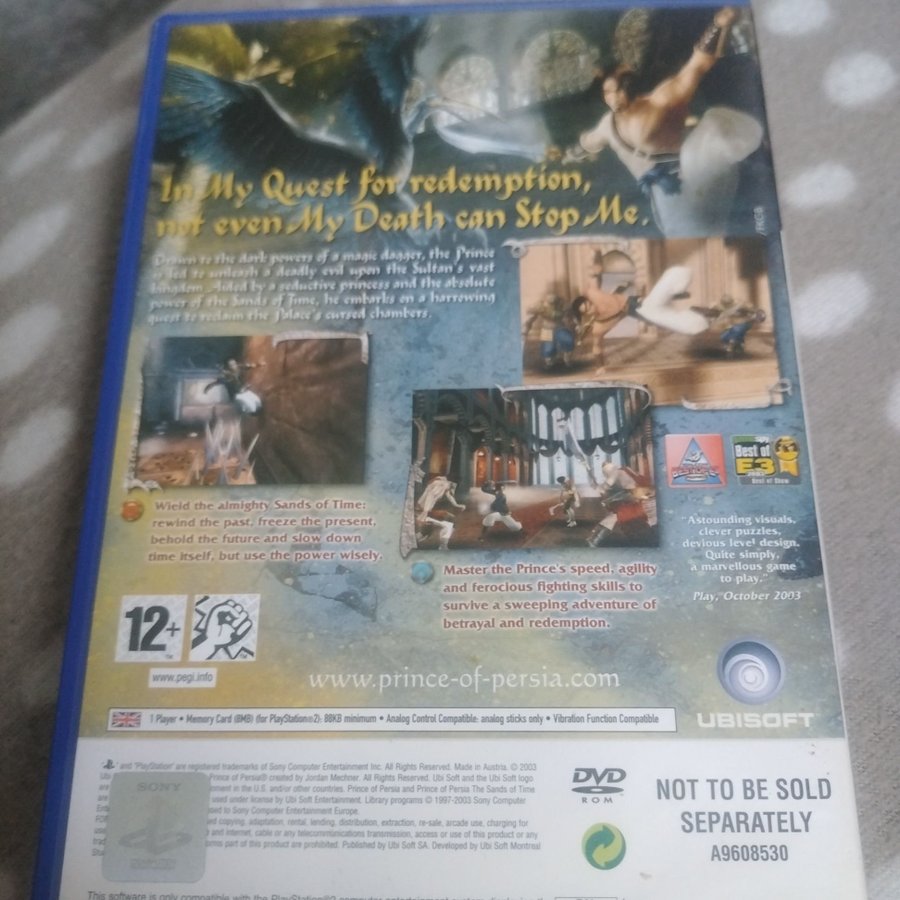 In My Quest for redemption,
not even My Death can Stop Me.
/HCB
Drawn to the dark powers of a magic dagger, the Prince
is led to unleash a deadly evil upon the Sultan's vast
kingdom. Aided by a seductive princess and the absolute
power of the Sands of Time, he embarks on a harrowing
quest to reclaim the Palace's cursed chambers.
Best of
E3
2003
Best of Show
Wield the almighty Sands of Time:
rewind the past, freeze the present,
behold the future and slow down
time itself, but use the power wisely.
Master the Prince's speed, agility
and ferocious fighting skills to
survive a sweeping adventure of
betrayal and redemption.
"Astounding visuals,
clever puzzles,
devious level design.
Quite simply,
a marvellous game
to play."
Play, October 2003
12+
www.pegi.info
www.prince-of-persia.com
UBISOFT
1 Player • Memory Card (8MB) (for PlayStation®2): 88KB minimum • Analog Control Compatible: analog sticks only • Vibration Function Compatible
" and "PlayStation" are registered trademarks of Sony Computer Entertainment Inc. All Rights Reserved. Made in Austria. © 2003
Ubi Prince of Persia® created by Jordan Mechner. All Rights Reserved. Ubi Soft and the Ubi Soft logo
are in the U.S. and/or other countries. Prince of Persia and Prince of Persia The Sands of Time
are used under license by Ubi Soft Entertainment. Library programs © 1997-2003 Sony Computer
to Sony Computer Entertainment Europe.
FOR copying, adaptation, rental, lending, distribution, extraction, re-sale, arcade use, charging for
use and internet, cable or any telecommunications transmission, access or use of this product or any
part of this product are prohibited. Published by Ubi Soft SA. Developed by Ubi Soft Montreal
SONY
COMPUTER
DVD
ROM
NOT TO BE SOLD
SEPARATELY
A9608530
This software is only compatible with the PlayStation®2 computer entertainment system